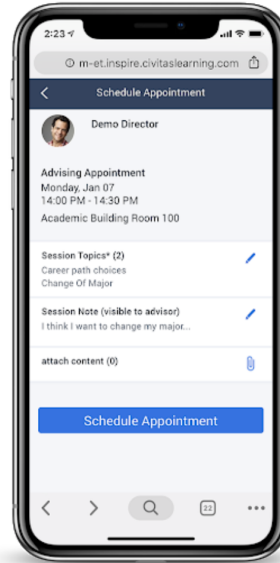 2:23
m-et.inspire.civitaslearning.com
Schedule Appointment
Demo Director
Advising Appointment
Monday, Jan 07
14:00 PM - 14:30 PM
Academic Building Room 100
Session Topics* (2)
Career path choices
Change Of Major
Session Note (visible to advisor)
I think I want to change my major...
attach content (0)
Schedule Appointment
22